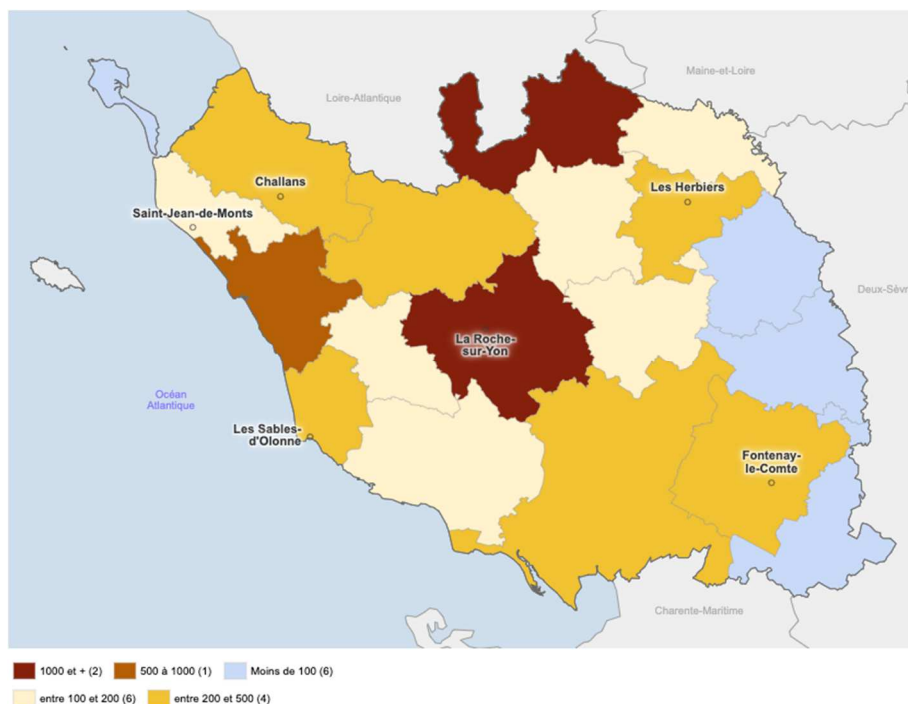 Maine-et-Loire
Loire-Atlantique
Challans
Les Herbiers
Saint-Jean-de-Monts
Deux-Sèvr
La Roche-
sur-Yon
Océan
Atlantique
Les Sables-
d'Olonne
Fontenay-
le-Comte
Charente-Maritime
1000 et + (2) 500 à 1000 (1) Moins de 100 (6)
entre 100 et 200 (6) entre 200 et 500 (4)